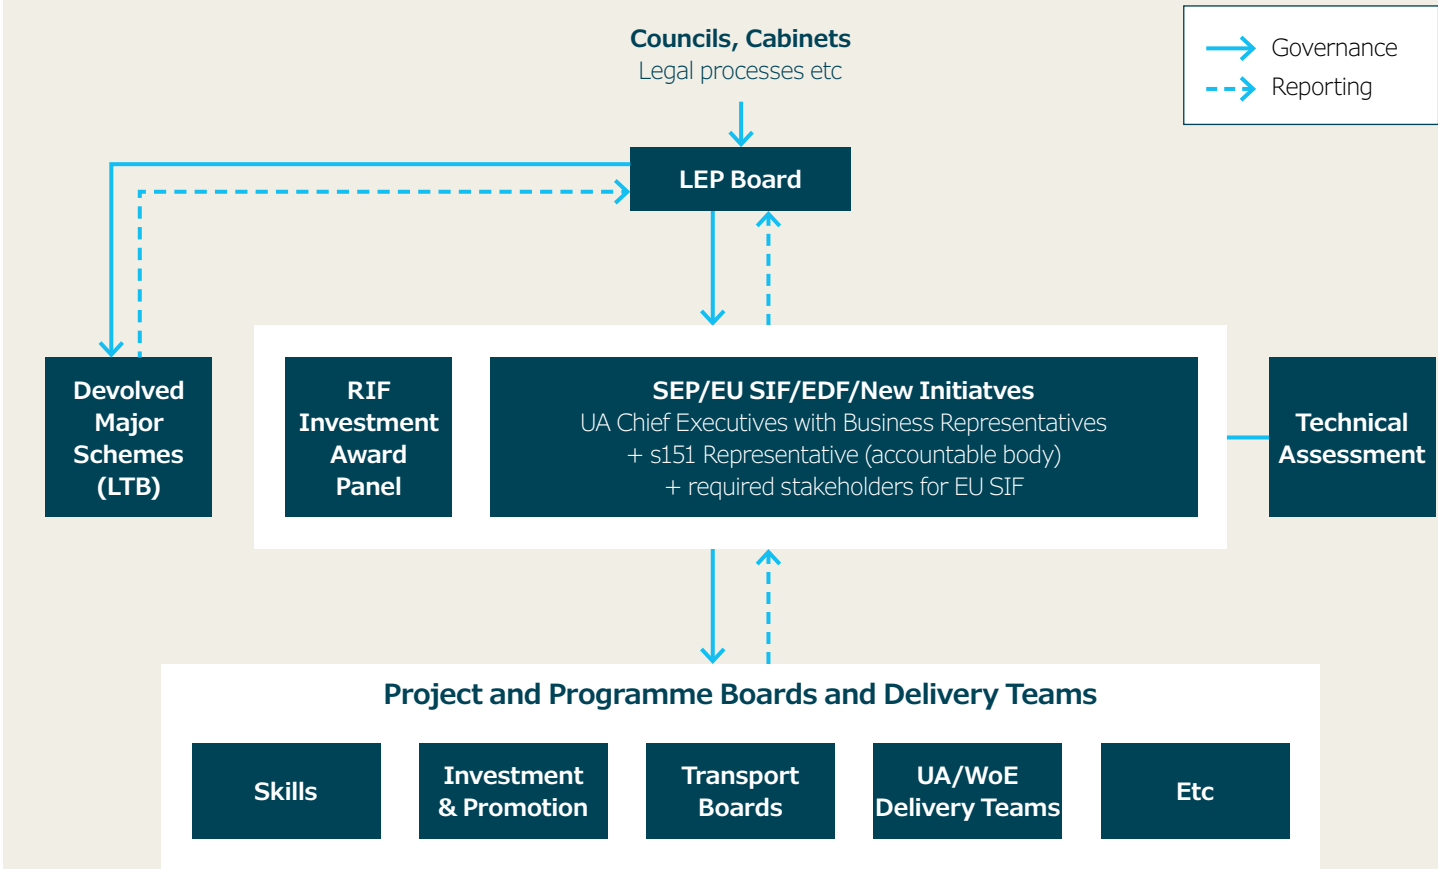 Councils, Cabinets
Legal processes etc
Governance
Reporting
LEP Board
Devolved
Major
Schemes
(LTB)
RIF
Investment
Award
Panel
SEP/EU SIF/EDF/New Initiatves
UA Chief Executives with Business Representatives
+ s151 Representative (accountable body)
+ required stakeholders for EU SIF
Technical
Assessment
Project and Programme Boards and Delivery Teams
Skills
Investment
& Promotion
Transport
Boards
UA/WoE
Delivery Teams
Etc